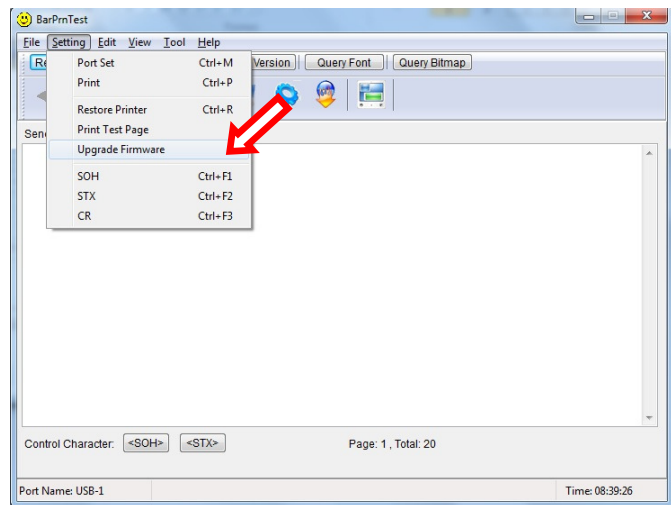 BarPrnTest
File Setting Edit View Tool Help
Re Version Query Font Query Bitmap
Port Set Ctrl+M
Print Ctrl+P
Restore Printer Ctrl+R
Print Test Page
Upgrade Firmware
SOH Ctrl+F1
STX Ctrl+F2
CR Ctrl+F3
Sen
Control Character: <SOH> <STX> Page: 1 , Total: 20
Port Name: USB-1 Time: 08:39:26